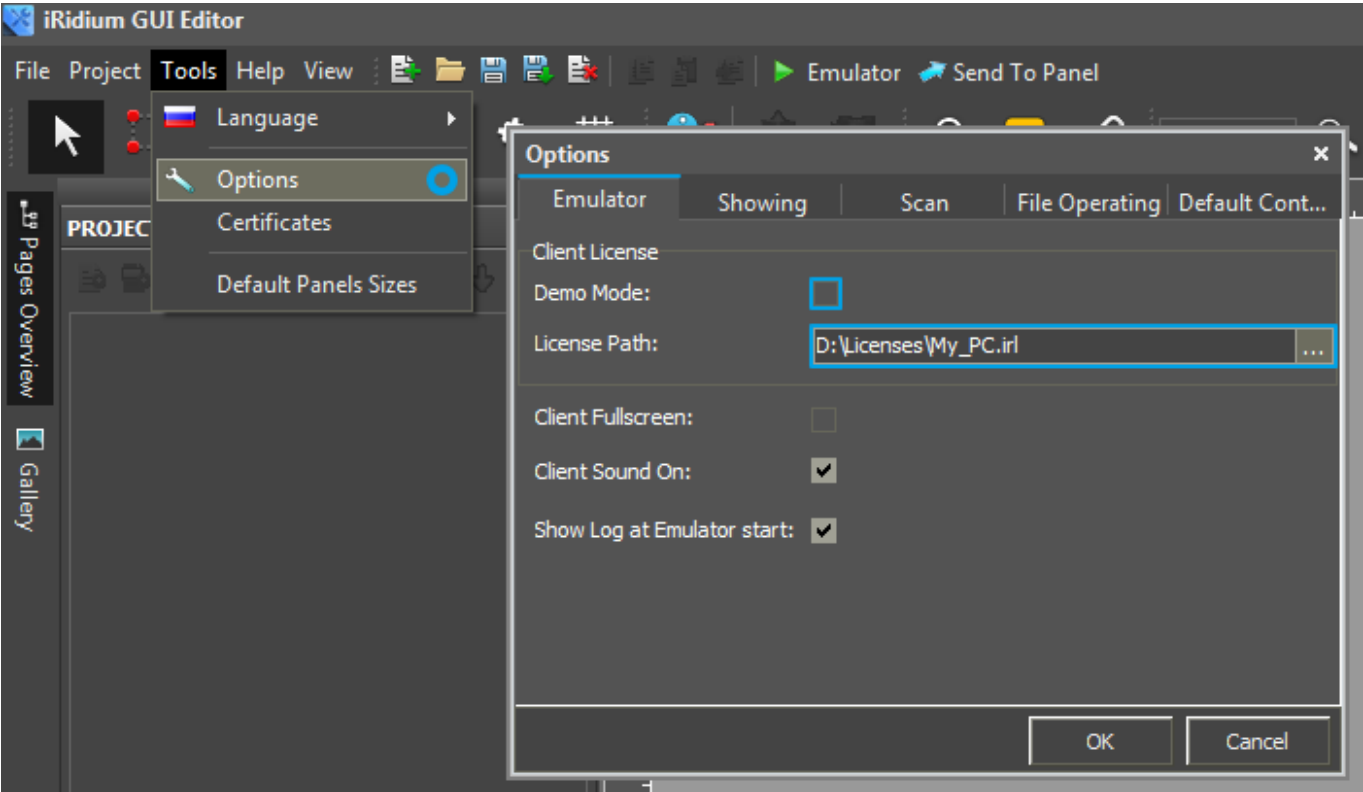 iRidium GUI Editor
File Project Tools Help View Emulator Send To Panel
Language
Options
Certificates
Default Panels Sizes
PROJEC
Pages Overview
Gallery
Options
Emulator Showing Scan File Operating Default Cont...
Client License
Demo Mode:
License Path: D:\Licenses\My_PC.irl ...
Client Fullscreen:
Client Sound On:
Show Log at Emulator start:
OK Cancel